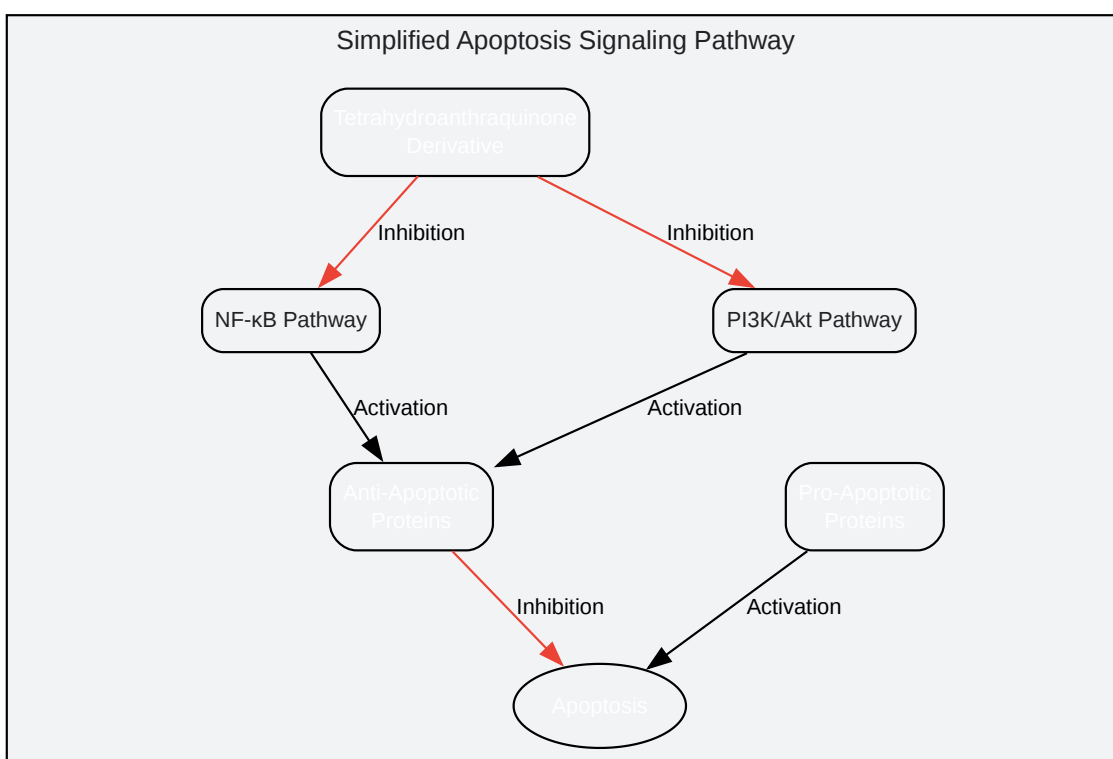 Simplified Apoptosis Signaling Pathway
Tetrahydroanthraquinone
Derivative
Inhibition
Inhibition
NF-κB Pathway
PI3K/Akt Pathway
Activation
Activation
Anti-Apoptotic
Proteins
Pro-Apoptotic
Proteins
Inhibition
Activation
Apoptosis